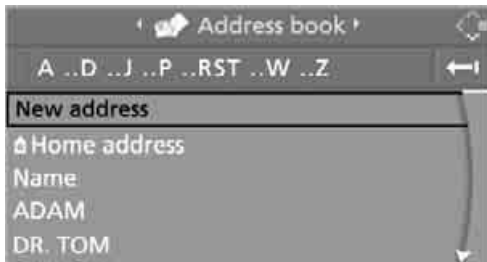 Address book
A ..D ..J ..P ..RST ..W ..Z
New address
Home address
Name
ADAM
DR. TOM